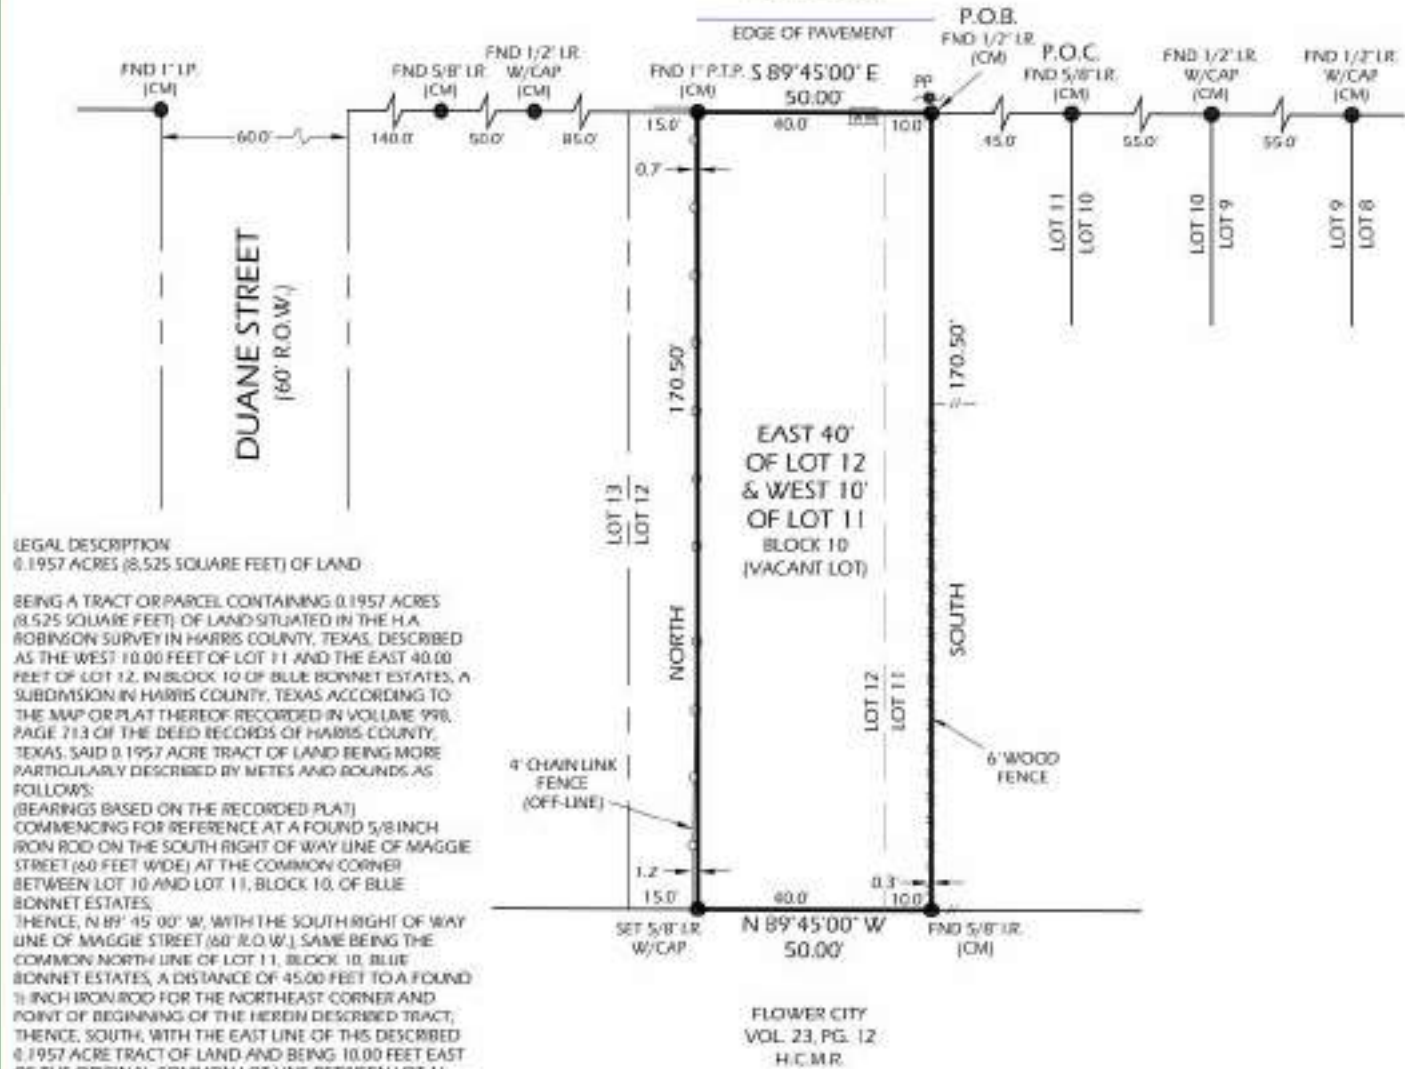 EDGE OF PAVEMENT
P.O.B.
FND 1/2" I.R.
(CM)
FND 1" I.P.
(CM)
FND 5/8" I.R.
(CM)
FND 1/2" I.R.
W/CAP
(CM)
FND 1" P.T.P.
(CM)
S 89°45'00" E
50.00'
PP
P.O.C.
FND 5/8" I.R.
(CM)
FND 1/2" I.R.
W/CAP
(CM)
FND 1/2" I.R.
W/CAP
(CM)
60.0'
140.0'
50.0'
85.0'
15.0'
40.0'
10.0'
45.0'
55.0'
55.0'
0.7'
LOT 11
LOT 10
LOT 10
LOT 9
LOT 9
LOT 8
DUANE STREET
(60' R.O.W.)
170.50'
NORTH
170.50'
SOUTH
EAST 40'
OF LOT 12
& WEST 10'
OF LOT 11
BLOCK 10
(VACANT LOT)
LOT 13
LOT 12
LOT 12
LOT 11
4' CHAIN LINK
FENCE
(OFF-LINE)
6' WOOD
FENCE
1.2'
0.3'
15.0'
40.0'
10.0'
SET 5/8" I.R.
W/CAP
N 89°45'00" W
50.00'
FND 5/8" I.R.
(CM)
FLOWER CITY
VOL. 23, PG. 12
H.C.M.R.
LEGAL DESCRIPTION
0.1957 ACRES (8,525 SQUARE FEET) OF LAND
BEING A TRACT OR PARCEL CONTAINING 0.1957 ACRES
(8,525 SQUARE FEET) OF LAND SITUATED IN THE H.A.
ROBINSON SURVEY IN HARRIS COUNTY, TEXAS, DESCRIBED
AS THE WEST 10.00 FEET OF LOT 11 AND THE EAST 40.00
FEET OF LOT 12, IN BLOCK 10 OF BLUE BONNET ESTATES, A
SUBDIVISION IN HARRIS COUNTY, TEXAS ACCORDING TO
THE MAP OR PLAT THEREOF RECORDED IN VOLUME 998,
PAGE 713 OF THE DEED RECORDS OF HARRIS COUNTY,
TEXAS, SAID 0.1957 ACRE TRACT OF LAND BEING MORE
PARTICULARLY DESCRIBED BY METES AND BOUNDS AS
FOLLOWS:
(BEARINGS BASED ON THE RECORDED PLAT)
COMMENCING FOR REFERENCE AT A FOUND 5/8 INCH
IRON ROD ON THE SOUTH RIGHT OF WAY LINE OF MAGGIE
STREET (60 FEET WIDE) AT THE COMMON CORNER
BETWEEN LOT 10 AND LOT 11, BLOCK 10, OF BLUE
BONNET ESTATES,
THENCE, N 89° 45' 00" W, WITH THE SOUTH RIGHT OF WAY
LINE OF MAGGIE STREET (60' R.O.W.), SAME BEING THE
COMMON NORTH LINE OF LOT 11, BLOCK 10, BLUE
BONNET ESTATES, A DISTANCE OF 45.00 FEET TO A FOUND
½ INCH IRON ROD FOR THE NORTHEAST CORNER AND
POINT OF BEGINNING OF THE HEREIN DESCRIBED TRACT,
THENCE, SOUTH, WITH THE EAST LINE OF THIS DESCRIBED
0.1957 ACRE TRACT OF LAND AND BEING 10.00 FEET EAST